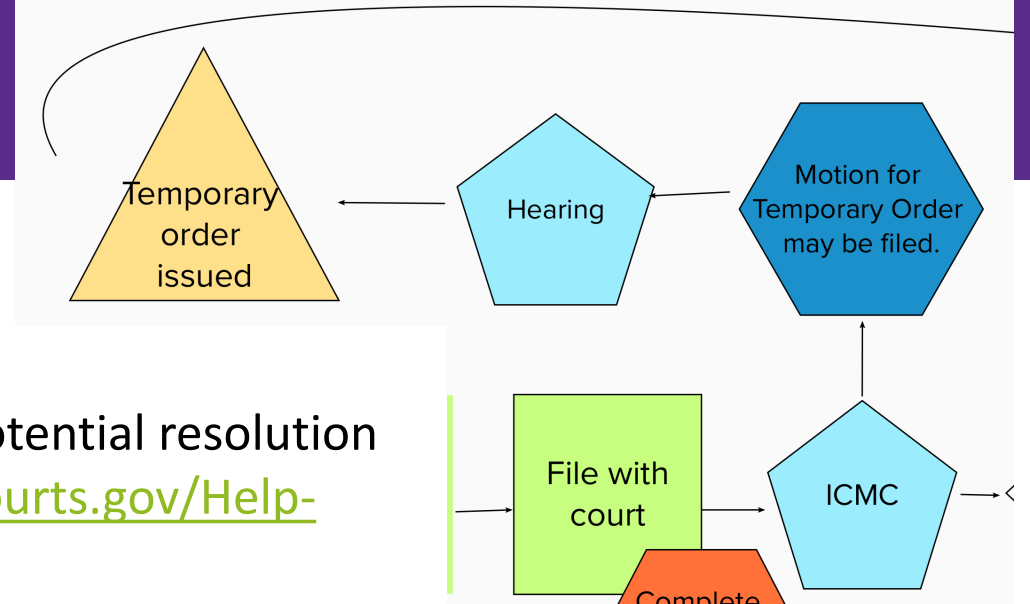 Temporary
order
issued
Hearing
Motion for
Temporary Order
may be filed.
otential resolution
ourts.gov/Help-
File with
court
ICMC
Complete